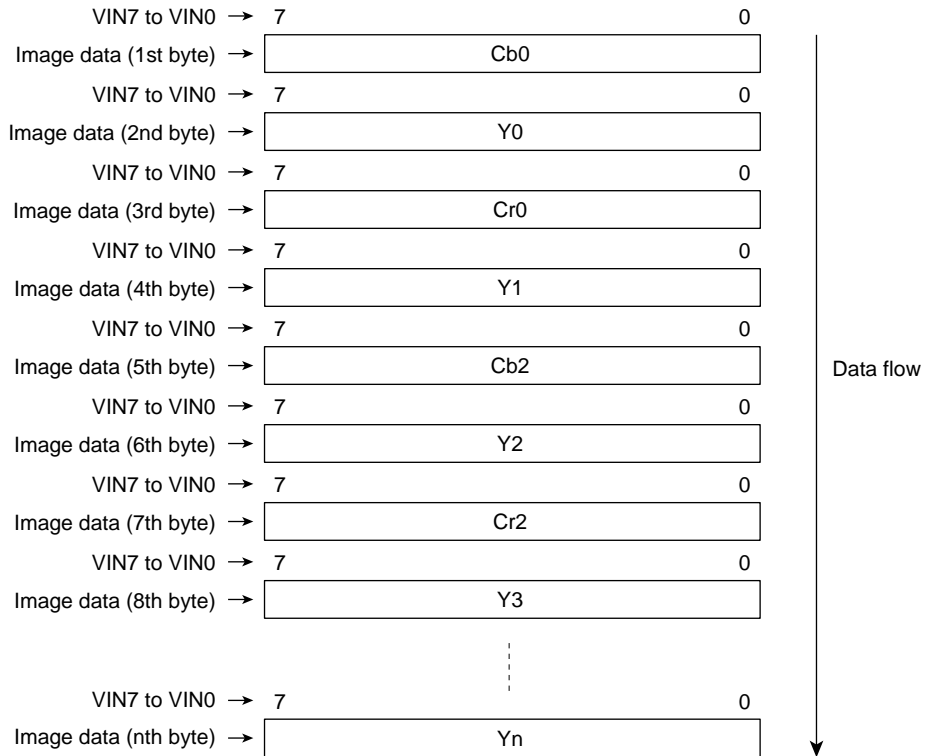 VIN7 to VIN0 → 7 0
Image data (1st byte) → Cb0
VIN7 to VIN0 → 7 0
Image data (2nd byte) → Y0
VIN7 to VIN0 → 7 0
Image data (3rd byte) → Cr0
VIN7 to VIN0 → 7 0
Image data (4th byte) → Y1
VIN7 to VIN0 → 7 0
Image data (5th byte) → Cb2
Data flow
VIN7 to VIN0 → 7 0
Image data (6th byte) → Y2
VIN7 to VIN0 → 7 0
Image data (7th byte) → Cr2
VIN7 to VIN0 → 7 0
Image data (8th byte) → Y3
VIN7 to VIN0 → 7 0
Image data (nth byte) → Yn